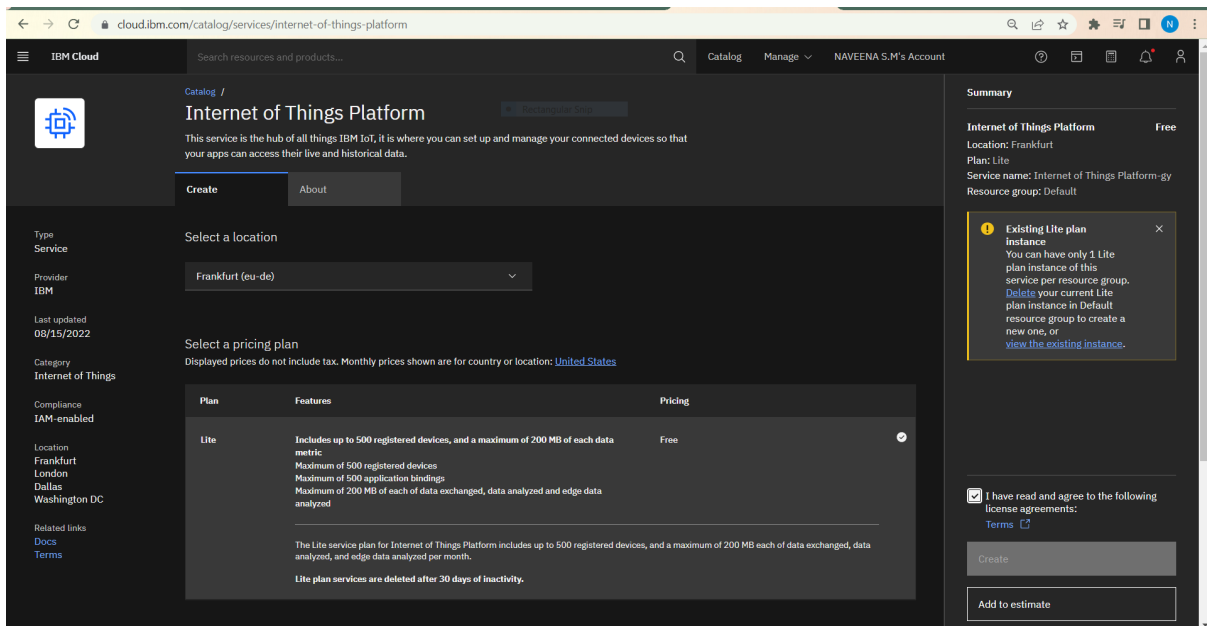 cloud.ibm.com/catalog/services/internet-of-things-platform
N
IBM Cloud
Search resources and products...
Catalog
Manage
NAVEENA S.M's Account
Catalog /
Internet of Things Platform
Rectangular Snip
This service is the hub of all things IBM IoT, it is where you can set up and manage your connected devices so that
your apps can access their live and historical data.
Create
About
Type
Service
Provider
IBM
Last updated
08/15/2022
Category
Internet of Things
Compliance
IAM-enabled
Location
Frankfurt
London
Dallas
Washington DC
Related links
Docs
Terms
Select a location
Frankfurt (eu-de)
Select a pricing plan
Displayed prices do not include tax. Monthly prices shown are for country or location: United States
Plan
Features
Pricing
Lite
Includes up to 500 registered devices, and a maximum of 200 MB of each data
metric
Maximum of 500 registered devices
Maximum of 500 application bindings
Maximum of 200 MB of each of data exchanged, data analyzed and edge data
analyzed
Free
The Lite service plan for Internet of Things Platform includes up to 500 registered devices, and a maximum of 200 MB each of data exchanged, data
analyzed, and edge data analyzed per month.
Lite plan services are deleted after 30 days of inactivity.
Summary
Internet of Things Platform Free
Location: Frankfurt
Plan: Lite
Service name: Internet of Things Platform-gy
Resource group: Default
Existing Lite plan
instance
You can have only 1 Lite
plan instance of this
service per resource group.
Delete your current Lite
plan instance in Default
resource group to create a
new one, or
view the existing instance.
I have read and agree to the following
license agreements:
Terms
Create
Add to estimate